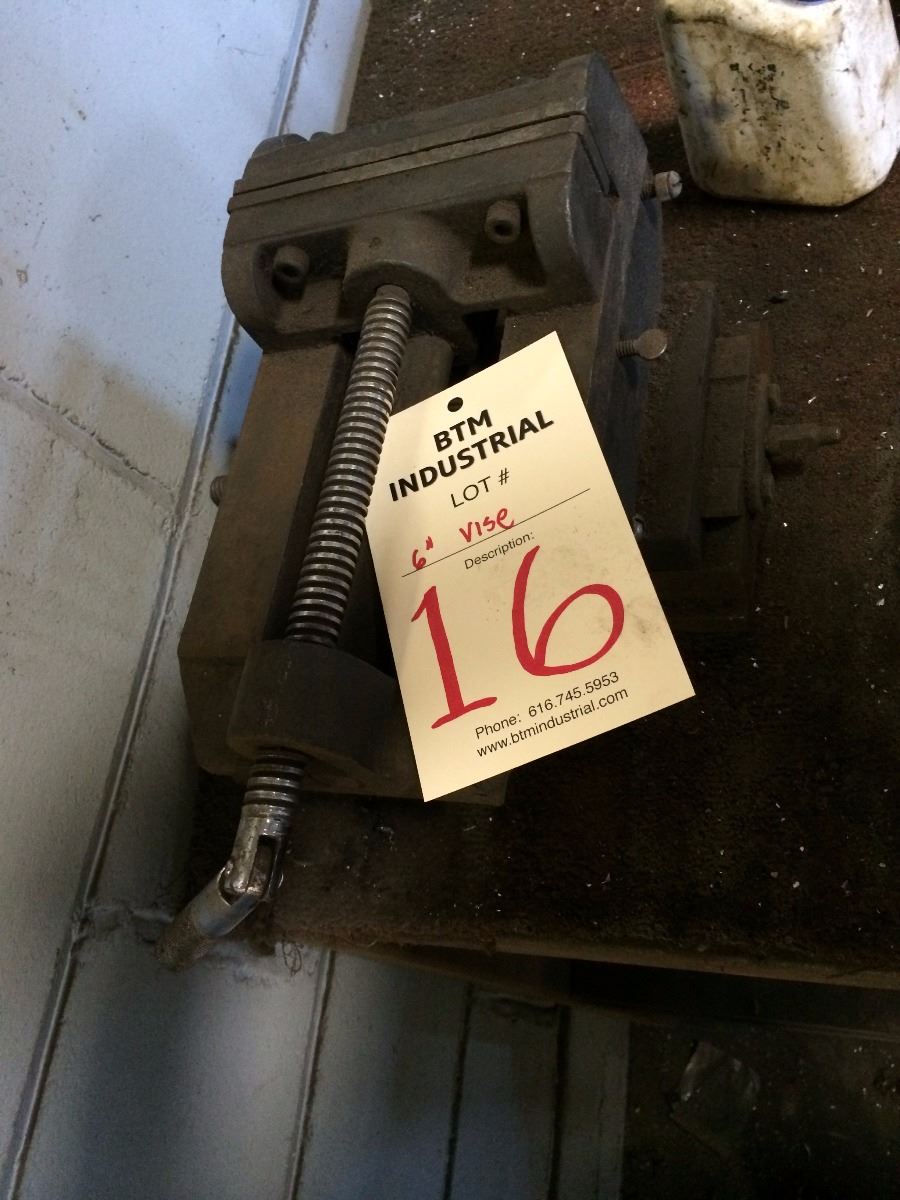 BTM
INDUSTRIAL
LOT #
6" Vise
Description:
16
Phone: 616.745.5953
www.btmindustrial.com